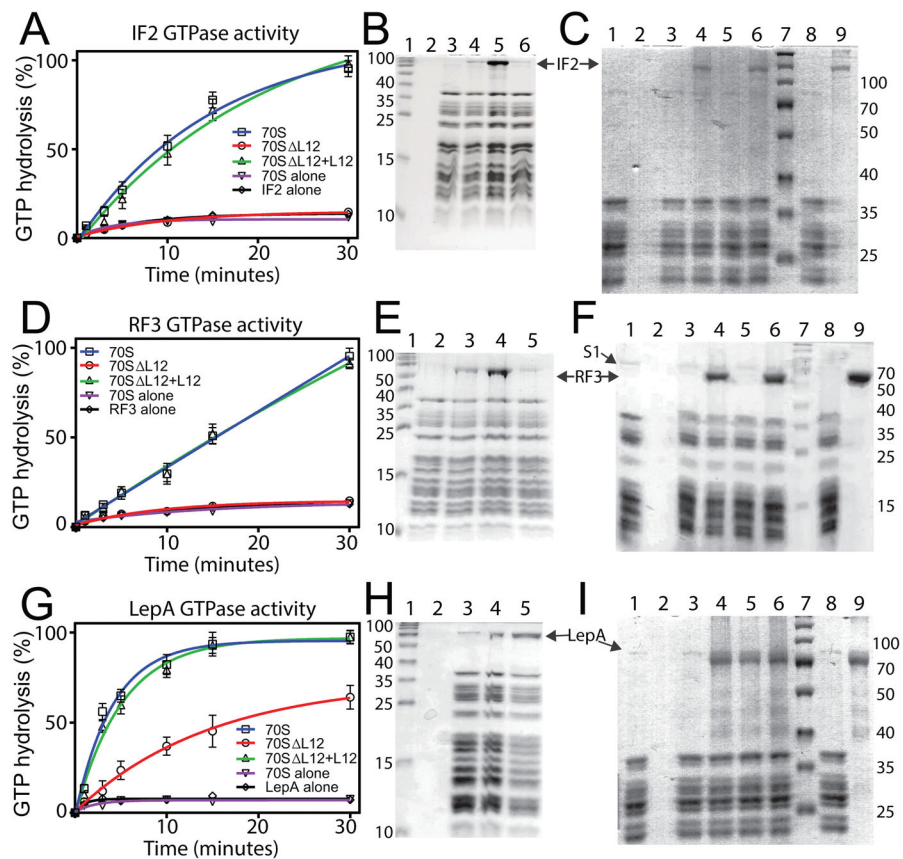 A
IF2 GTPase activity
GTP hydrolysis (%)
100
50
0
10 20 30
Time (minutes)
70S
70SΔL12
70SΔL12+L12
70S alone
IF2 alone
B
1 2 3 4 5 6
100
50
35
25
15
10
IF2
C
1 2 3 4 5 6 7 8 9
100
70
50
40
35
25
D
RF3 GTPase activity
GTP hydrolysis (%)
100
50
0
10 20 30
Time (minutes)
70S
70SΔL12
70SΔL12+L12
70S alone
RF3 alone
E
1 2 3 4 5
100
50
40
35
25
15
10
RF3
F
1 2 3 4 5 6 7 8 9
S1
70
50
40
35
25
15
G
LepA GTPase activity
GTP hydrolysis (%)
100
50
0
10 20 30
Time (minutes)
70S
70SΔL12
70SΔL12+L12
70S alone
LepA alone
H
1 2 3 4 5
100
50
40
35
25
15
10
LepA
I
1 2 3 4 5 6 7 8 9
100
70
50
40
35
25